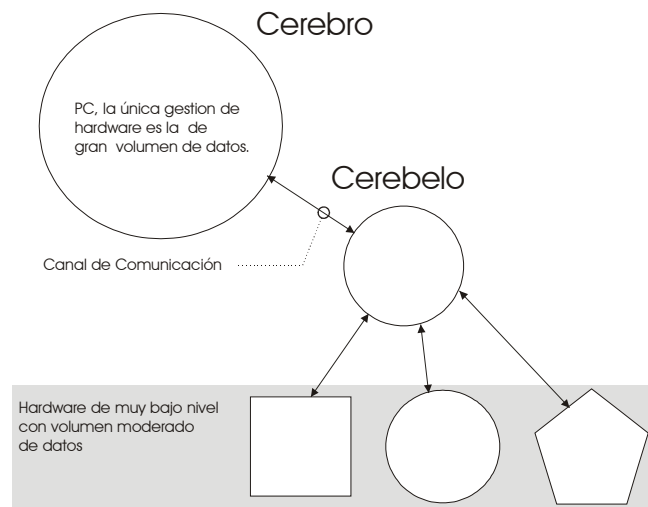 Cerebro
PC, la única gestion de
hardware es la de
gran volumen de datos.
Cerebelo
Canal de Comunicación
Hardware de muy bajo nivel
con volumen moderado
de datos